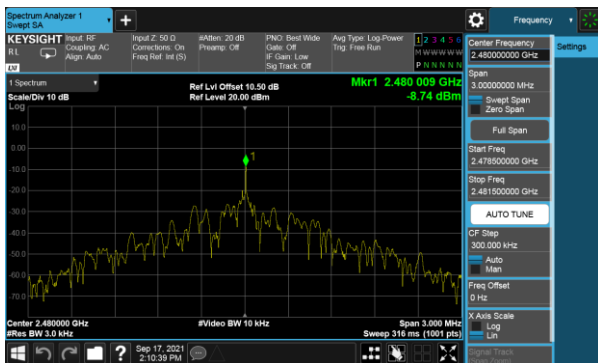 Spectrum Analyzer 1
Swept SA
+
Frequency
KEYSIGHT
RL
Input: RF
Coupling: AC
Align: Auto
Input Z: 50 Ω
Corrections: On
Freq Ref: Int (S)
#Atten: 20 dB
Preamp: Off
PNO: Best Wide
Gate: Off
IF Gain: Low
Sig Track: Off
Avg Type: Log-Power
Trig: Free Run
1 2 3 4 5 6
M W W W W W
P N N N N N
1 Spectrum
Scale/Div 10 dB
Log
Ref Lvl Offset 10.50 dB
Ref Level 20.00 dBm
Mkr1 2.480 009 GHz
-8.74 dBm
10.0
0.00
-10.0
-20.0
-30.0
-40.0
-50.0
-60.0
-70.0
1
Center 2.480000 GHz
#Res BW 3.0 kHz
#Video BW 10 kHz
Span 3.000 MHz
Sweep 316 ms (1001 pts)
Sep 17, 2021
2:10:39 PM
Center Frequency
2.480000000 GHz
Span
3.00000000 MHz
Swept Span
Zero Span
Full Span
Start Freq
2.478500000 GHz
Stop Freq
2.481500000 GHz
AUTO TUNE
CF Step
300.000 kHz
Auto
Man
Freq Offset
0 Hz
X Axis Scale
Log
Lin
Signal Track
(Span Zoom)
Settings